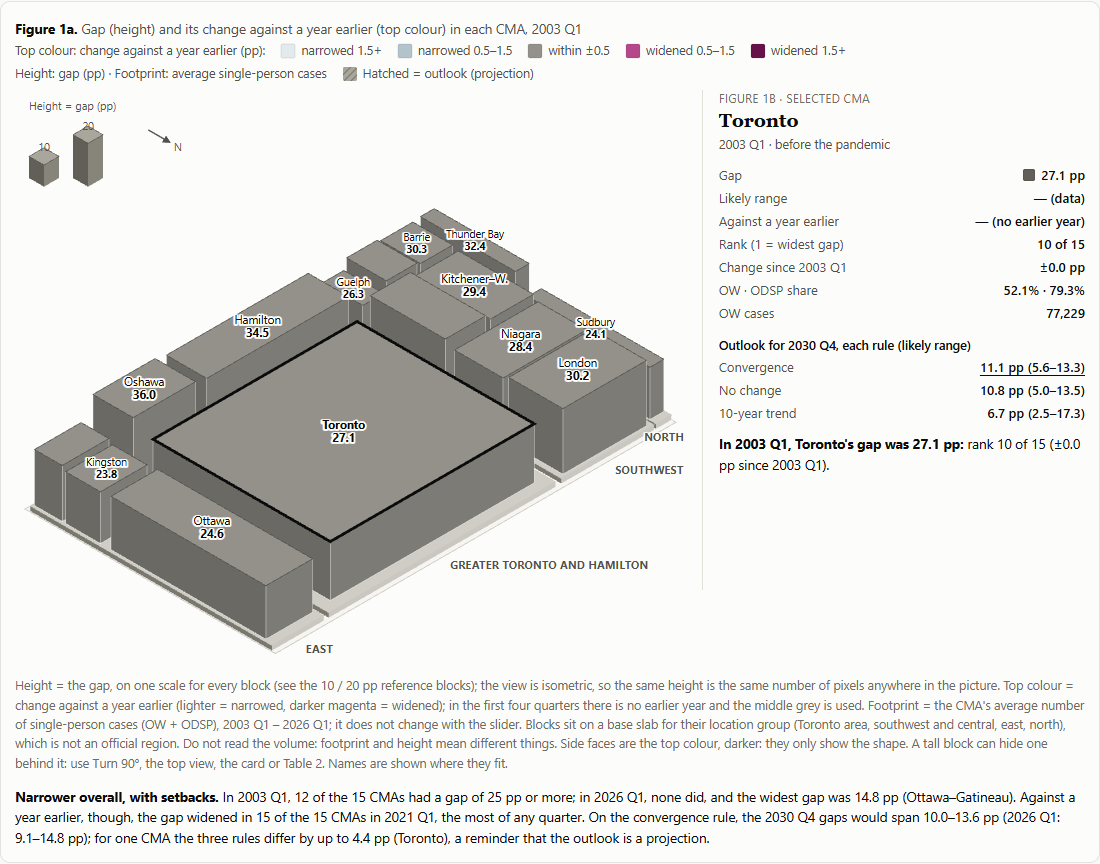 Figure 1a. Gap (height) and its change against a year earlier (top colour) in each CMA, 2003 Q1
Top colour: change against a year earlier (pp): narrowed 1.5+ narrowed 0.5–1.5 within ±0.5 widened 0.5–1.5 widened 1.5+
Height: gap (pp) · Footprint: average single-person cases Hatched = outlook (projection)
Height = gap (pp)
10
20
N
Barrie
30.3
Thunder Bay
32.4
Guelph
26.3
Kitchener–W.
29.4
Hamilton
34.5
Niagara
28.4
Sudbury
24.1
London
30.2
Oshawa
36.0
Toronto
27.1
Kingston
23.8
Ottawa
24.6
NORTH
SOUTHWEST
GREATER TORONTO AND HAMILTON
EAST
FIGURE 1B · SELECTED CMA
Toronto
2003 Q1 · before the pandemic
Gap 27.1 pp
Likely range — (data)
Against a year earlier — (no earlier year)
Rank (1 = widest gap) 10 of 15
Change since 2003 Q1 ±0.0 pp
OW · ODSP share 52.1% · 79.3%
OW cases 77,229
Outlook for 2030 Q4, each rule (likely range)
Convergence 11.1 pp (5.6–13.3)
No change 10.8 pp (5.0–13.5)
10-year trend 6.7 pp (2.5–17.3)
In 2003 Q1, Toronto's gap was 27.1 pp: rank 10 of 15 (±0.0
pp since 2003 Q1).
Height = the gap, on one scale for every block (see the 10 / 20 pp reference blocks); the view is isometric, so the same height is the same number of pixels anywhere in the picture. Top colour =
change against a year earlier (lighter = narrowed, darker magenta = widened); in the first four quarters there is no earlier year and the middle grey is used. Footprint = the CMA's average number
of single-person cases (OW + ODSP), 2003 Q1 – 2026 Q1; it does not change with the slider. Blocks sit on a base slab for their location group (Toronto area, southwest and central, east, north),
which is not an official region. Do not read the volume: footprint and height mean different things. Side faces are the top colour, darker: they only show the shape. A tall block can hide one
behind it: use Turn 90°, the top view, the card or Table 2. Names are shown where they fit.
Narrower overall, with setbacks. In 2003 Q1, 12 of the 15 CMAs had a gap of 25 pp or more; in 2026 Q1, none did, and the widest gap was 14.8 pp (Ottawa–Gatineau). Against a
year earlier, though, the gap widened in 15 of the 15 CMAs in 2021 Q1, the most of any quarter. On the convergence rule, the 2030 Q4 gaps would span 10.0–13.6 pp (2026 Q1:
9.1–14.8 pp); for one CMA the three rules differ by up to 4.4 pp (Toronto), a reminder that the outlook is a projection.